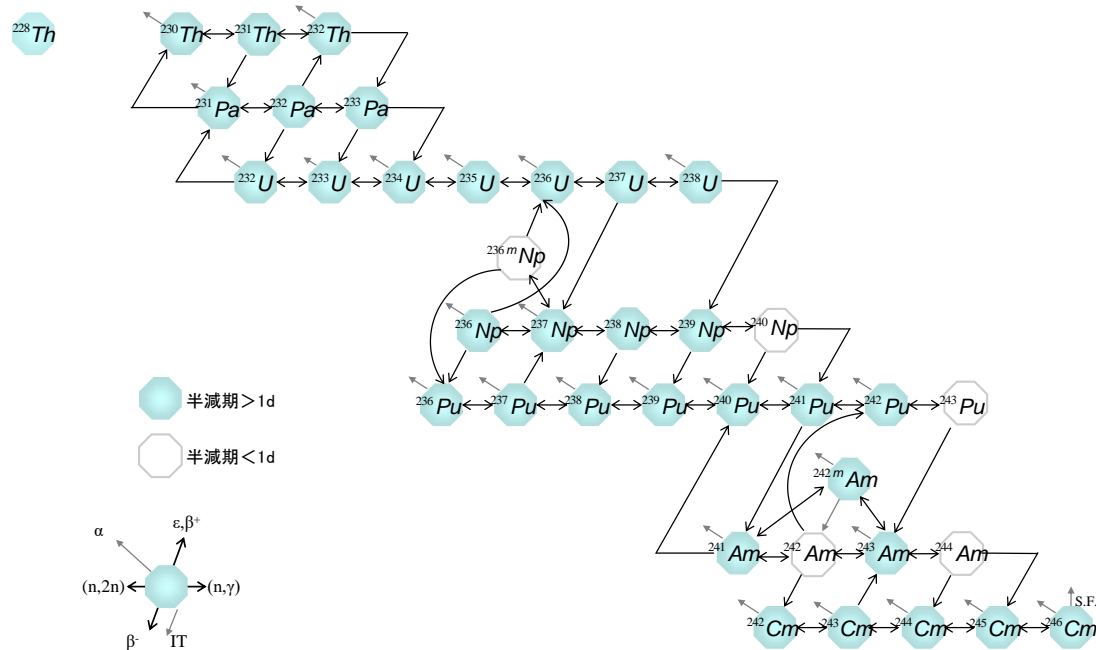 228Th 230Th 231Th 232Th
231Pa 232Pa 233Pa
232U 233U 234U 235U 236U 237U 238U
236mNp
236Np 237Np 238Np 239Np 240Np
半減期>1d
236Pu 237Pu 238Pu 239Pu 240Pu 241Pu 242Pu 243Pu
半減期<1d
242mAm
α ε,β+
241Am 242Am 243Am 244Am
(n,2n) (n,γ)
S.F.
242Cm 243Cm 244Cm 245Cm 246Cm
β- IT